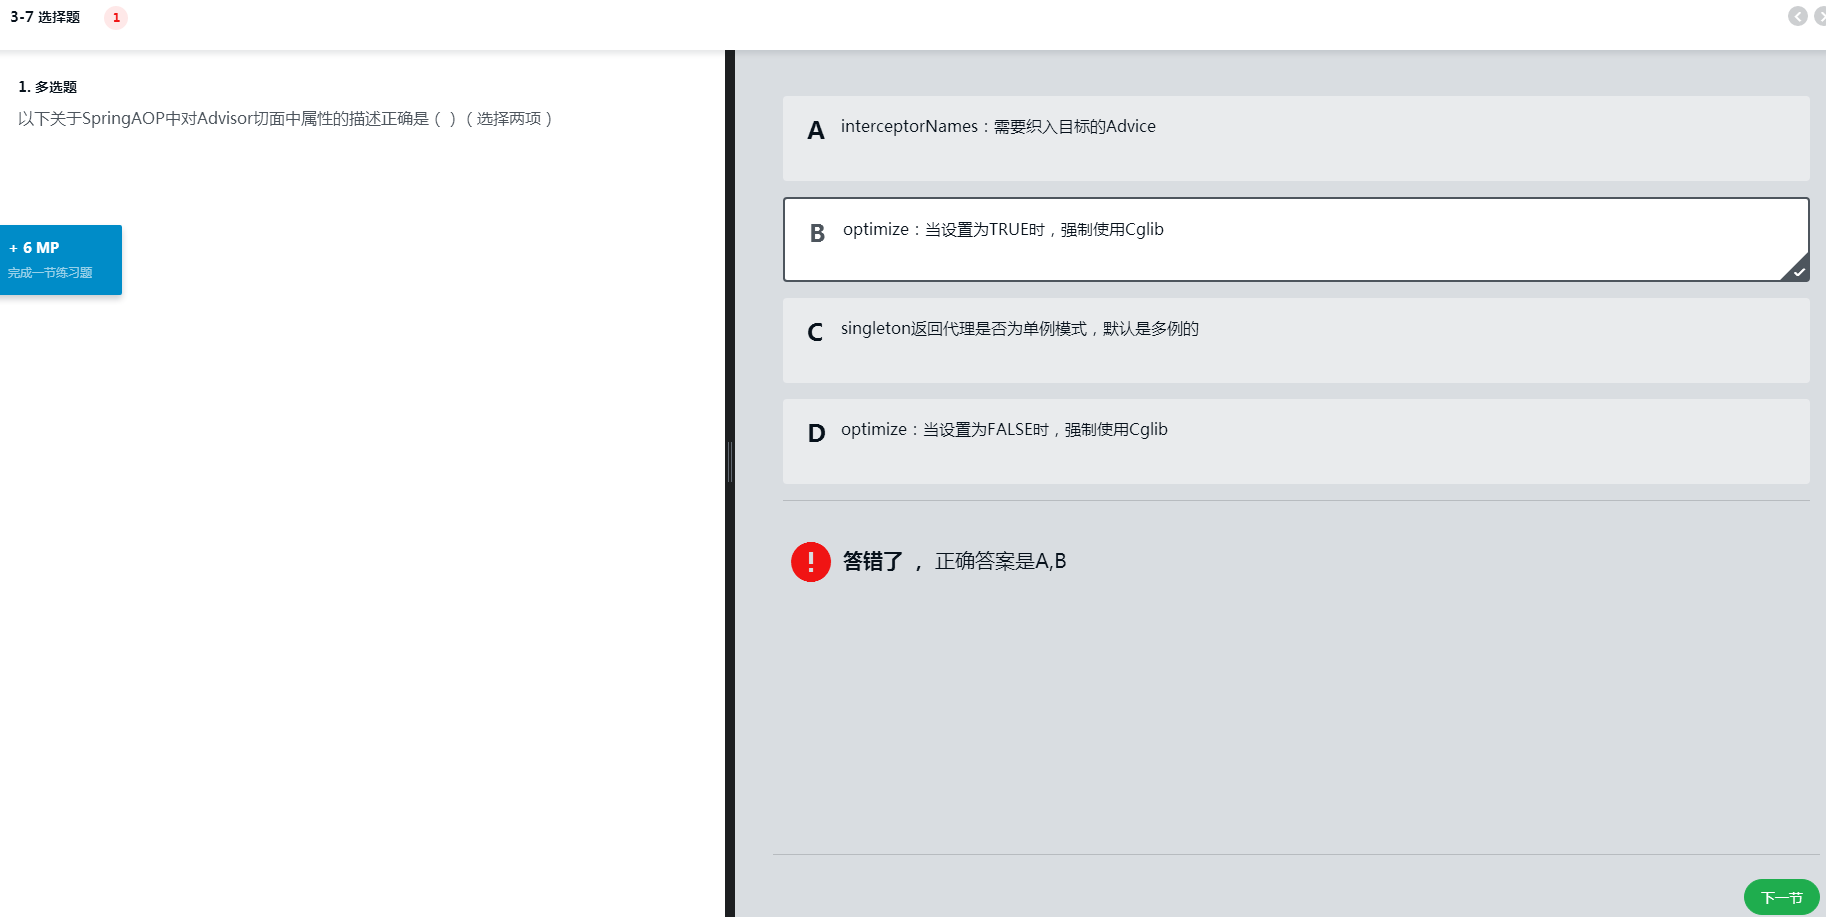 3-7 选择题 1
1. 多选题
以下关于SpringAOP中对Advisor切面中属性的描述正确是（ ）（选择两项）
+ 6 MP
完成一节练习题
A interceptorNames：需要织入目标的Advice
B optimize：当设置为TRUE时，强制使用Cglib
C singleton返回代理是否为单例模式，默认是多例的
D optimize：当设置为FALSE时，强制使用Cglib
! 答错了 ， 正确答案是A,B
下一节